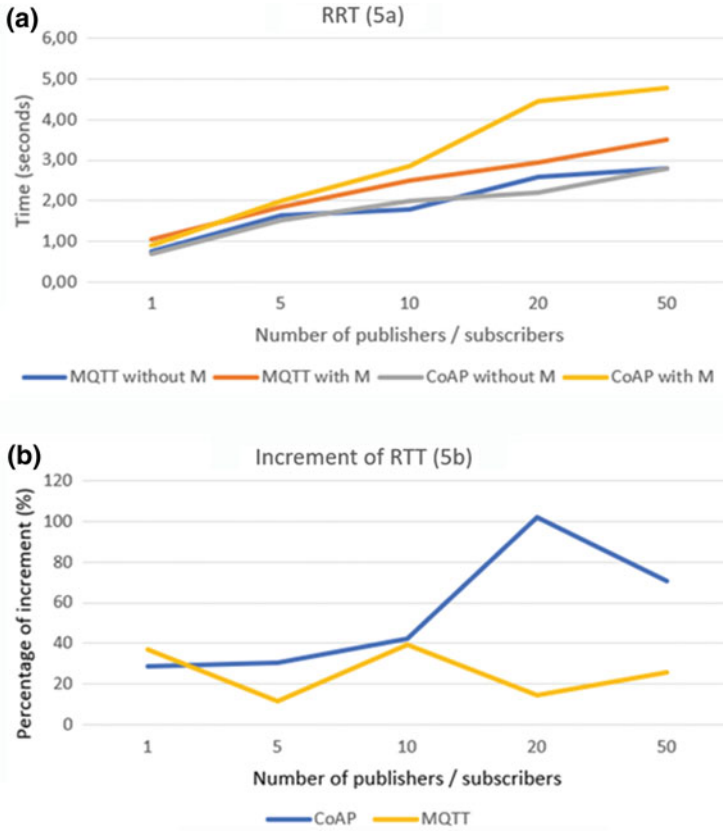 (a)
RRT (5a)
6,00
5,00
4,00
3,00
2,00
1,00
0,00
Time (seconds)
1 5 10 20 50
Number of publishers / subscribers
MQTT without M MQTT with M CoAP without M CoAP with M
(b)
Increment of RTT (5b)
120
100
80
60
40
20
0
Percentage of increment (%)
1 5 10 20 50
Number of publishers / subscribers
CoAP MQTT